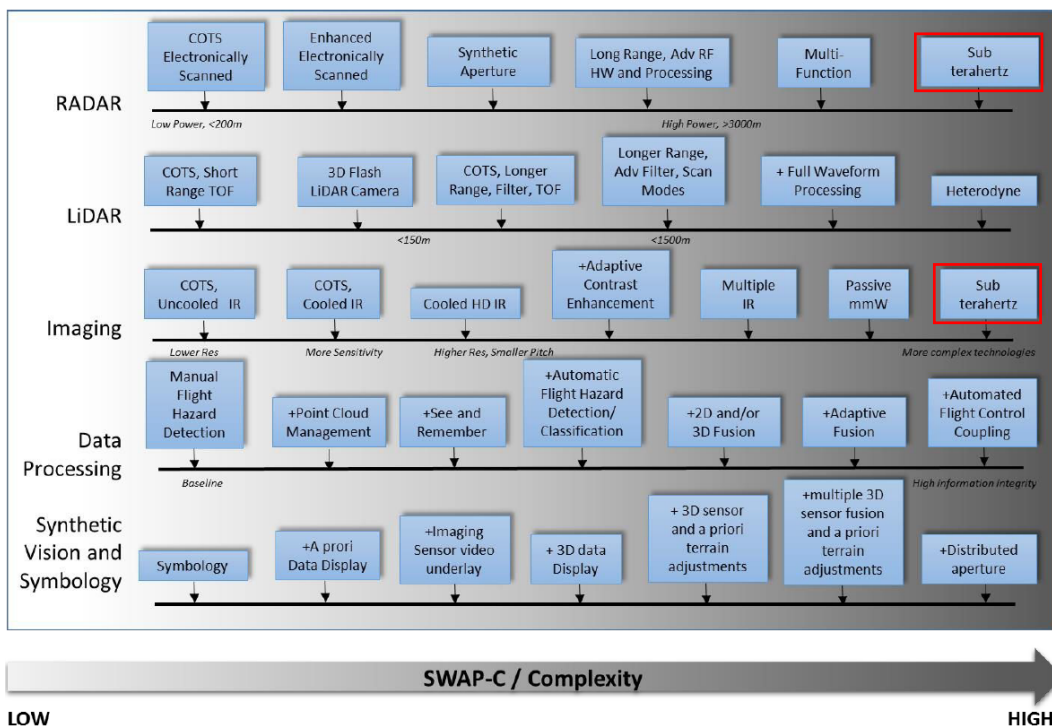 COTS
Electronically
Scanned
Enhanced
Electronically
Scanned
Synthetic
Aperture
Long Range, Adv RF
HW and Processing
Multi-
Function
Sub
terahertz
RADAR
Low Power, <200m
High Power, >3000m
COTS, Short
Range TOF
3D Flash
LiDAR Camera
COTS, Longer
Range, Filter, TOF
Longer Range,
Adv Filter, Scan
Modes
+ Full Waveform
Processing
Heterodyne
LiDAR
<150m
<1500m
COTS,
Uncooled IR
COTS,
Cooled IR
Cooled HD IR
+Adaptive
Contrast
Enhancement
Multiple
IR
Passive
mmW
Sub
terahertz
Imaging
Lower Res
More Sensitivity
Higher Res, Smaller Pitch
More complex technologies
Manual
Flight
Hazard
Detection
+Point Cloud
Management
+See and
Remember
+Automatic
Flight Hazard
Detection/
Classification
+2D and/or
3D Fusion
+Adaptive
Fusion
+Automated
Flight Control
Coupling
Data
Processing
Baseline
High information integrity
Synthetic
Vision and
Symbology
Symbology
+A prori
Data Display
+Imaging
Sensor video
underlay
+ 3D data
Display
+ 3D sensor
and a priori
terrain
adjustments
+multiple 3D
sensor fusion
and a priori
terrain
adjustments
+Distributed
aperture
SWAP-C / Complexity
LOW
HIGH